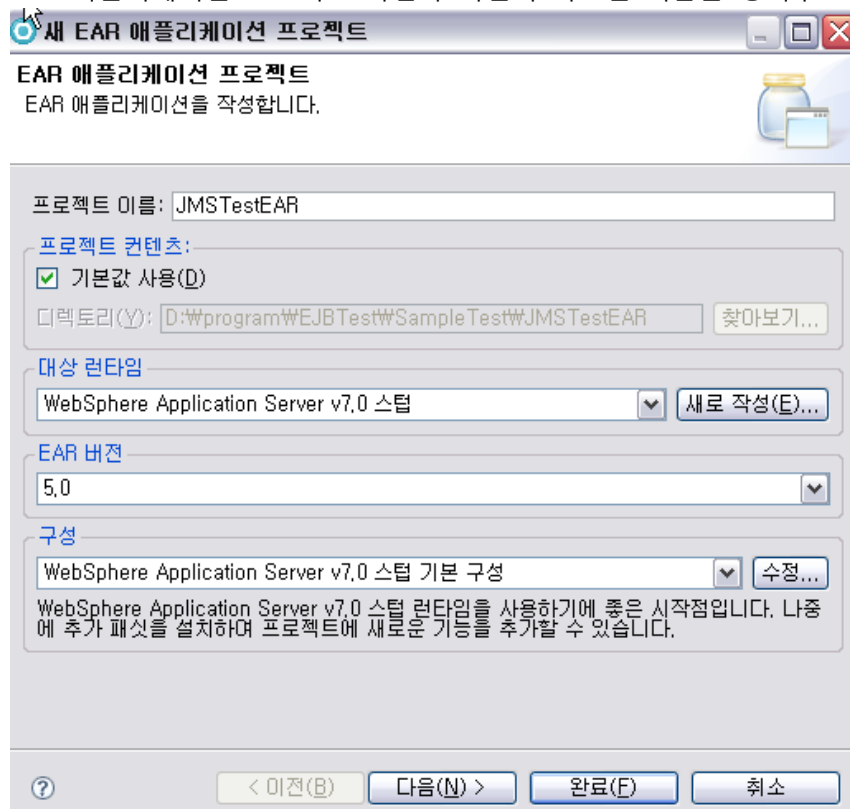 새 EAR 애플리케이션 프로젝트
EAR 애플리케이션 프로젝트
EAR 애플리케이션을 작성합니다.
프로젝트 이름: JMSTestEAR
프로젝트 컨텐츠:
기본값 사용(D)
디렉토리(Y): D:₩program₩EJBTest₩SampleTest₩JMSTestEAR 찾아보기...
대상 런타임
WebSphere Application Server v7.0 스텁 새로 작성(E)...
EAR 버전
5.0
구성
WebSphere Application Server v7.0 스텁 기본 구성 수정...
WebSphere Application Server v7.0 스텁 런타임을 사용하기에 좋은 시작점입니다. 나중
에 추가 패싯을 설치하여 프로젝트에 새로운 기능을 추가할 수 있습니다.
< 이전(B) 다음(N) > 완료(F) 취소